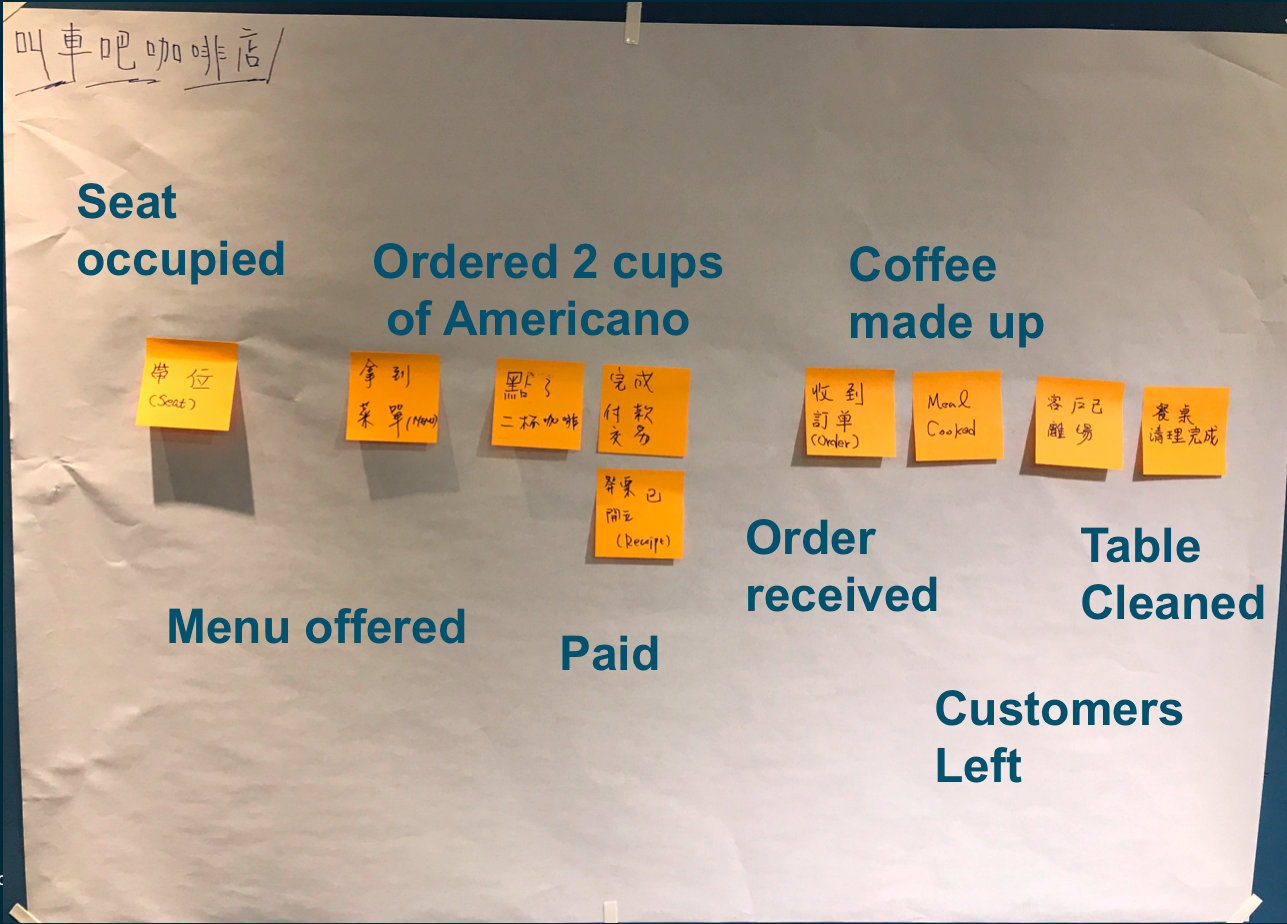 叫車吧咖啡店
Seat
occupied
Ordered 2 cups
of Americano
Coffee
made up
帶位
(Seat)
拿到
菜單(Menu)
點了
二杯咖啡
完成
付款
交易
收到
訂单
(Order)
Meal
Cooked
客戶已
離場
餐桌
清理完成
發票已
開立
(Receipt)
Order
received
Table
Cleaned
Menu offered
Paid
Customers
Left